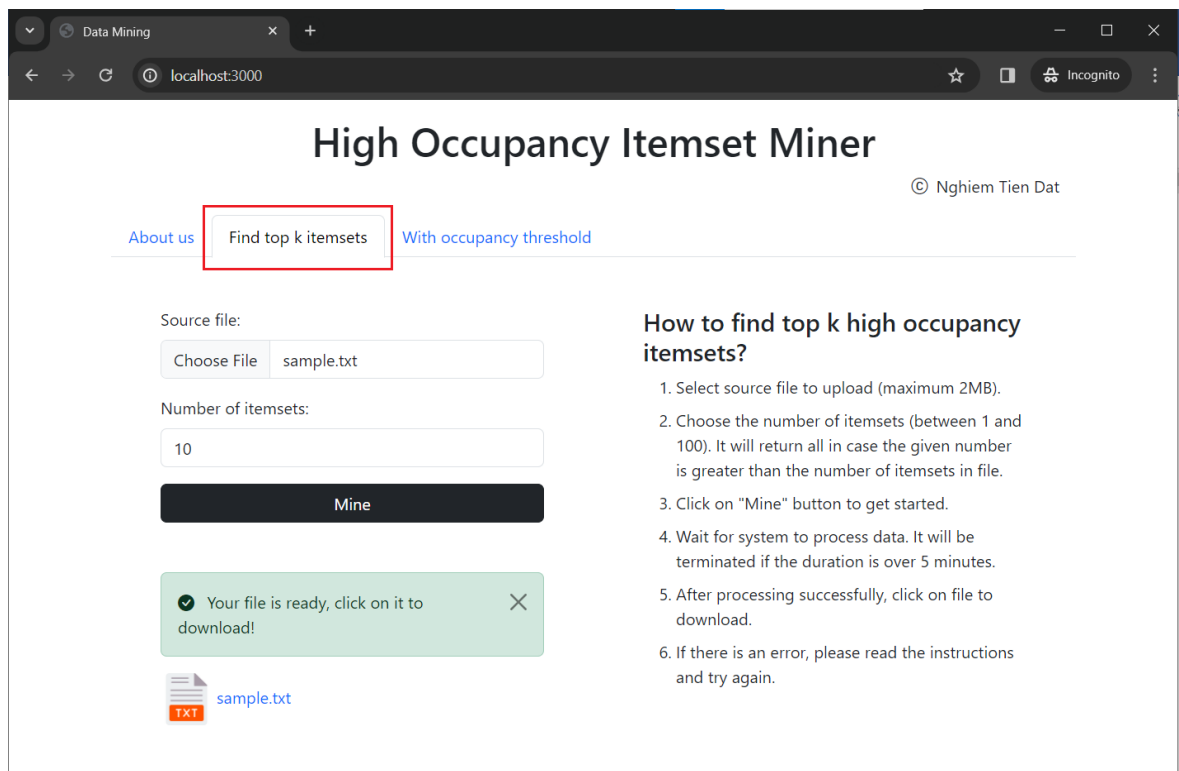 Data Mining
localhost:3000
Incognito
High Occupancy Itemset Miner
© Nghiem Tien Dat
About us
Find top k itemsets
With occupancy threshold
Source file:
Choose File
sample.txt
Number of itemsets:
10
Mine
Your file is ready, click on it to
download!
TXT
sample.txt
How to find top k high occupancy
itemsets?
1. Select source file to upload (maximum 2MB).
2. Choose the number of itemsets (between 1 and
100). It will return all in case the given number
is greater than the number of itemsets in file.
3. Click on "Mine" button to get started.
4. Wait for system to process data. It will be
terminated if the duration is over 5 minutes.
5. After processing successfully, click on file to
download.
6. If there is an error, please read the instructions
and try again.